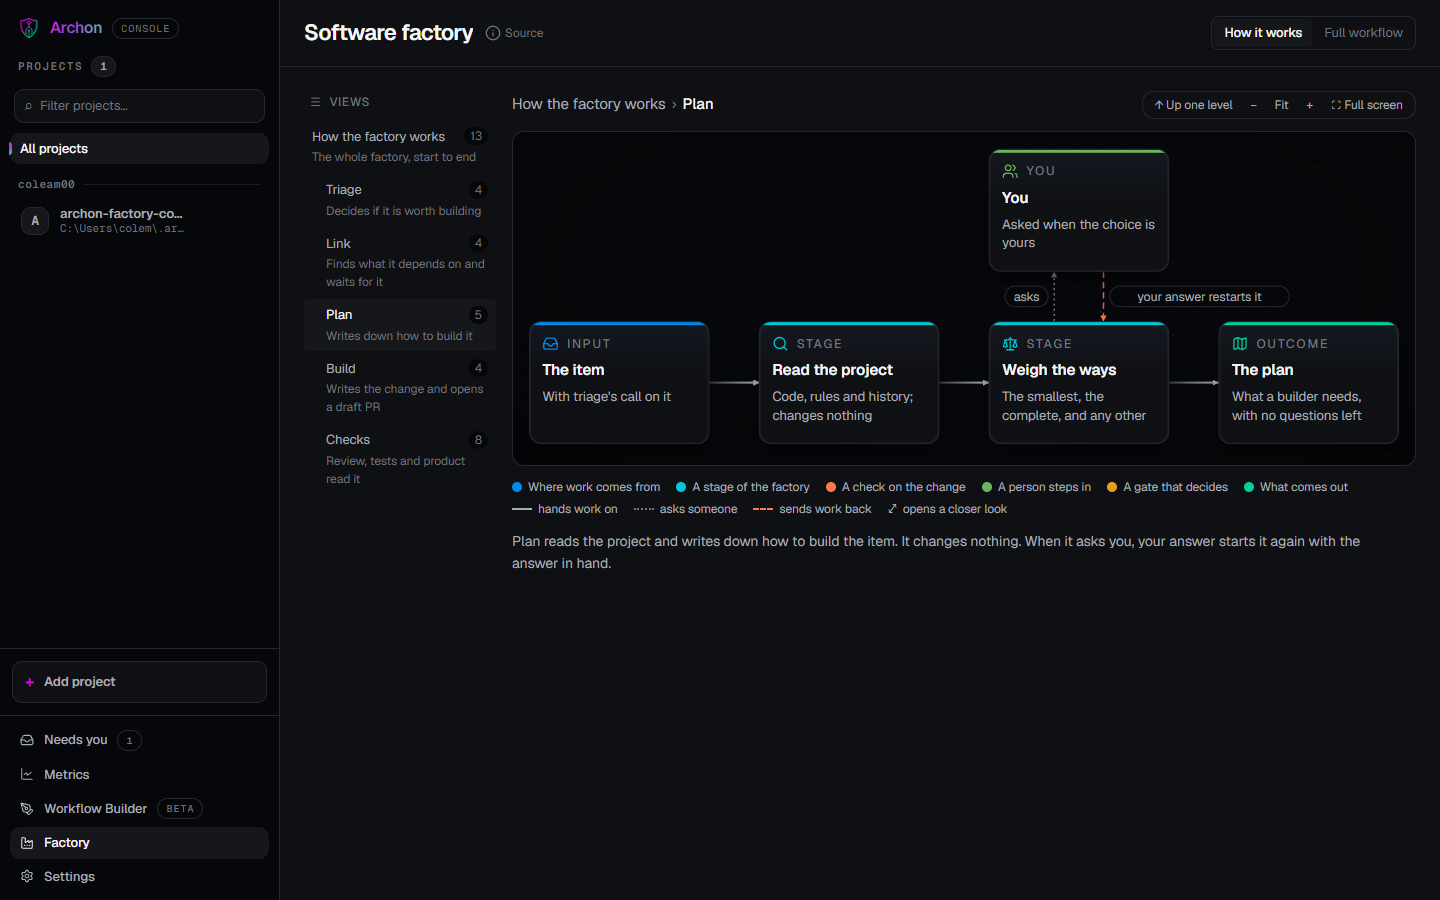 Archon CONSOLE
PROJECTS 1
Filter projects...
All projects
coleam00
A
archon-factory-co...
C:\Users\colem\.ar...
+ Add project
Needs you 1
Metrics
Workflow Builder BETA
Factory
Settings
Software factory Source
How it works Full workflow
VIEWS
How the factory works 13
The whole factory, start to end
Triage 4
Decides if it is worth building
Link 4
Finds what it depends on and
waits for it
Plan 5
Writes down how to build it
Build 4
Writes the change and opens
a draft PR
Checks 8
Review, tests and product
read it
How the factory works › Plan
↑ Up one level − Fit + Full screen
YOU
You
Asked when the choice is
yours
asks
your answer restarts it
INPUT
The item
With triage's call on it
STAGE
Read the project
Code, rules and history;
changes nothing
STAGE
Weigh the ways
The smallest, the
complete, and any other
OUTCOME
The plan
What a builder needs,
with no questions left
Where work comes from A stage of the factory A check on the change A person steps in A gate that decides What comes out
hands work on asks someone sends work back opens a closer look
Plan reads the project and writes down how to build the item. It changes nothing. When it asks you, your answer starts it again with the
answer in hand.